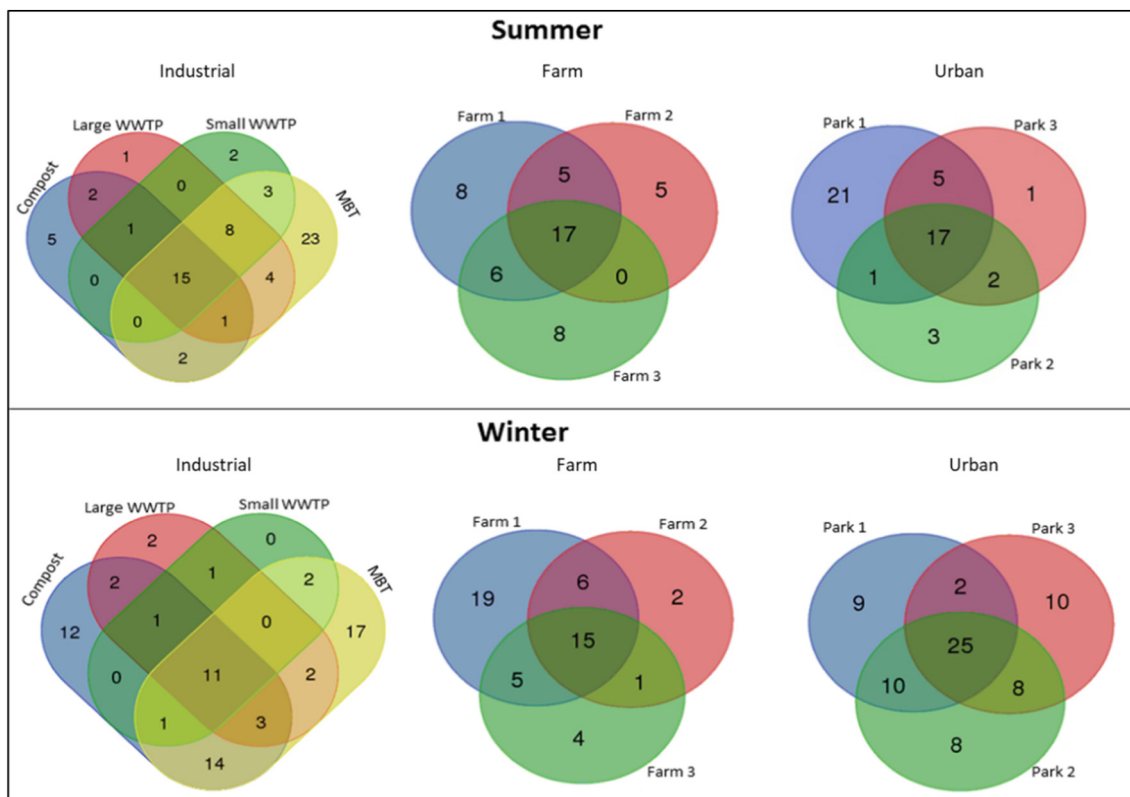 Summer
Industrial
Farm
Urban
Large WWTP
Small WWTP
Compost
MBT
1
2
2
0
3
5
1
8
23
0
15
4
0
1
2
Farm 1
Farm 2
8
5
5
17
6
0
8
Farm 3
Park 1
Park 3
21
5
1
17
1
2
3
Park 2
Winter
Industrial
Farm
Urban
Large WWTP
Small WWTP
Compost
MBT
2
0
2
1
2
12
1
0
17
0
11
2
1
3
14
Farm 1
Farm 2
19
6
2
15
5
1
4
Farm 3
Park 1
Park 3
9
2
10
25
10
8
8
Park 2